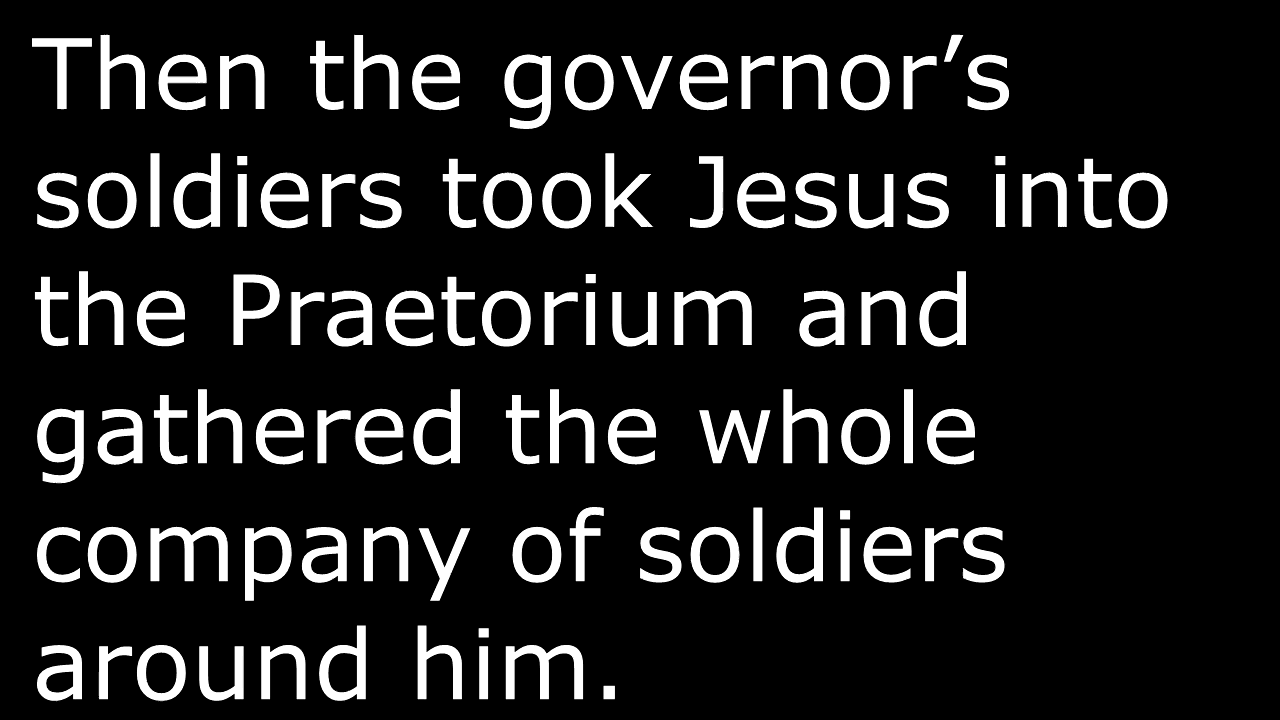 Then the governor’s
soldiers took Jesus into
the Praetorium and
gathered the whole
company of soldiers
around him.